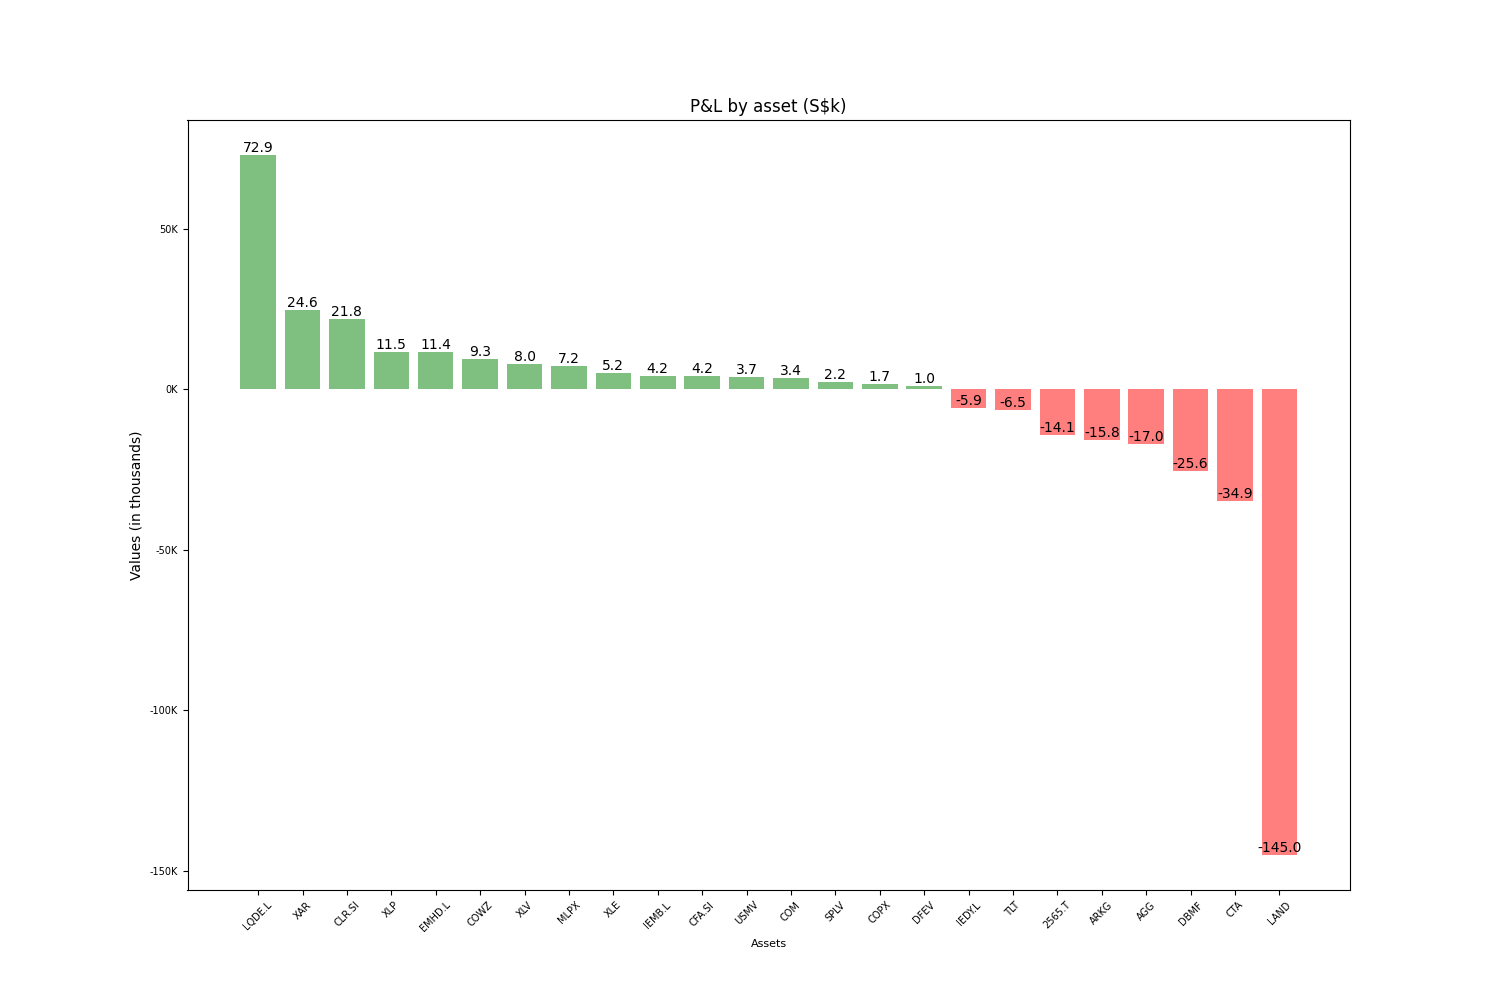 P&L by asset (S$k)
72.9
24.6
21.8
11.5
11.4
9.3
8.0
7.2
5.2
4.2
4.2
3.7
3.4
2.2
1.7
1.0
-5.9
-6.5
-14.1
-15.8
-17.0
-25.6
-34.9
-145.0
50K
0K
-50K
-100K
-150K
Values (in thousands)
LQDE.L
XAR
CLR.SI
XLP
EMHD.L
COWZ
XLV
MLPX
XLE
IEMB.L
CFA.SI
USMV
COM
SPLV
COPX
DFEV
IEDY.L
TLT
2565.T
ARKG
AGG
DBMF
CTA
LAND
Assets